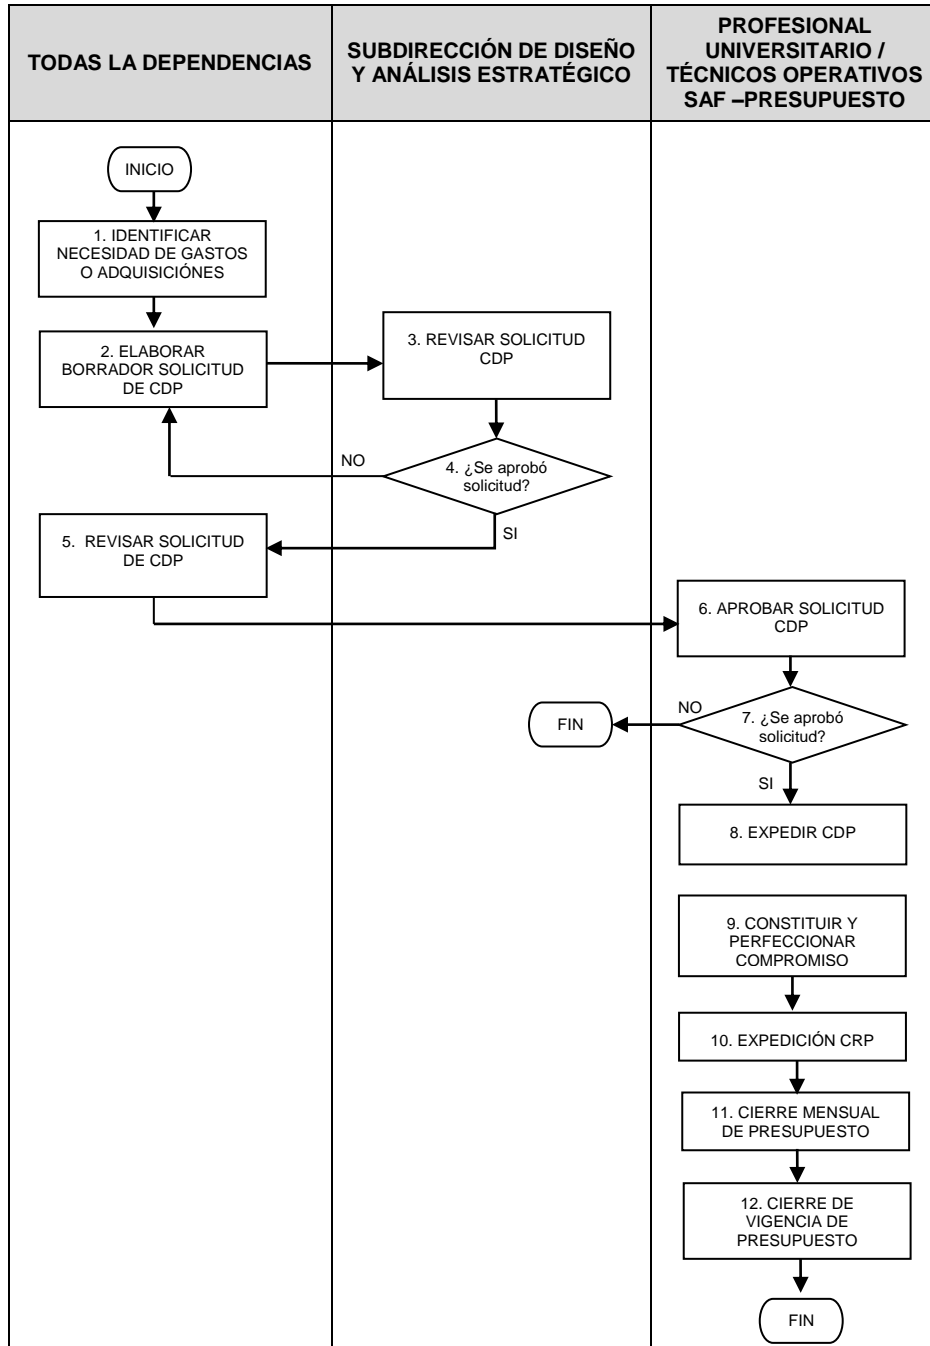 TODAS LA DEPENDENCIAS
SUBDIRECCIÓN DE DISEÑO
Y ANÁLISIS ESTRATÉGICO
PROFESIONAL
UNIVERSITARIO /
TÉCNICOS OPERATIVOS
SAF –PRESUPUESTO
INICIO
1. IDENTIFICAR
NECESIDAD DE GASTOS
O ADQUISICIÓNES
2. ELABORAR
BORRADOR SOLICITUD
DE CDP
3. REVISAR SOLICITUD
CDP
4. ¿Se aprobó
solicitud?
NO
SI
5. REVISAR SOLICITUD
DE CDP
6. APROBAR SOLICITUD
CDP
7. ¿Se aprobó
solicitud?
NO
FIN
SI
8. EXPEDIR CDP
9. CONSTITUIR Y
PERFECCIONAR
COMPROMISO
10. EXPEDICIÓN CRP
11. CIERRE MENSUAL
DE PRESUPUESTO
12. CIERRE DE
VIGENCIA DE
PRESUPUESTO
FIN